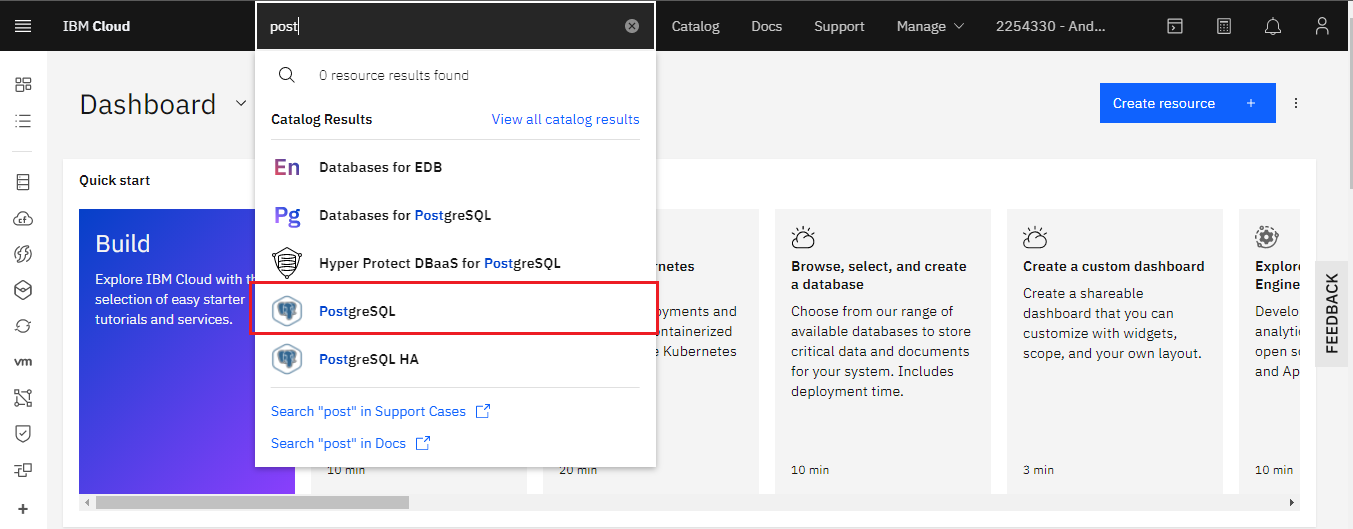 IBM Cloud
post
Catalog
Docs
Support
Manage
2254330 - And...
0 resource results found
Catalog Results
View all catalog results
En
Databases for EDB
Pg
Databases for PostgreSQL
Hyper Protect DBaaS for PostgreSQL
PostgreSQL
PostgreSQL HA
Search "post" in Support Cases
Search "post" in Docs
Dashboard
Create resource +
Quick start
Build
Explore IBM Cloud with th
selection of easy starter
tutorials and services.
10 min
rnetes
oyments and
ontainerized
e Kubernetes
20 min
Browse, select, and create
a database
Choose from our range of
available databases to store
critical data and documents
for your system. Includes
deployment time.
10 min
Create a custom dashboard
Create a shareable
dashboard that you can
customize with widgets,
scope, and your own layout.
3 min
Explor
Engine
Develo
analytic
open so
and Ap
10 min
FEEDBACK
cf
vm